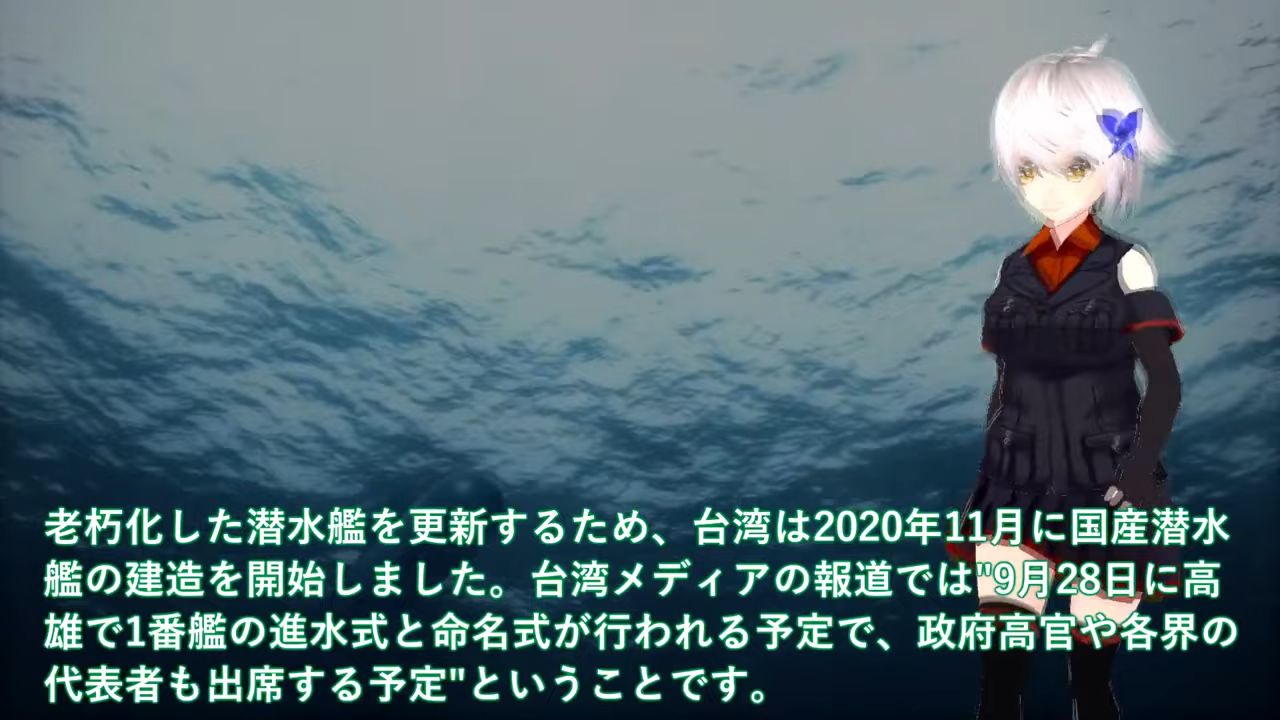 老朽化した潜水艦を更新するため、台湾は2020年11月に国産潜水
艦の建造を開始しました。台湾メディアの報道では"9月28日に高
雄で1番艦の進水式と命名式が行われる予定で、政府高官や各界の
代表者も出席する予定"ということです。